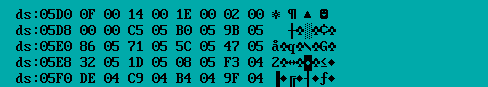 ds:05D0 0F 00 14 00 1E 00 02 00 ☼ ¶ ▲ ☻
ds:05D8 00 00 C5 05 B0 05 9B 05   ┼♣░♣¢♣
ds:05E0 86 05 71 05 5C 05 47 05 å♣q♣\♣G♣
ds:05E8 32 05 1D 05 08 05 F3 04 2♣↔♣◘♣≤♦
ds:05F0 DE 04 C9 04 B4 04 9F 04 ▐♦╔♦┤♦ƒ♦